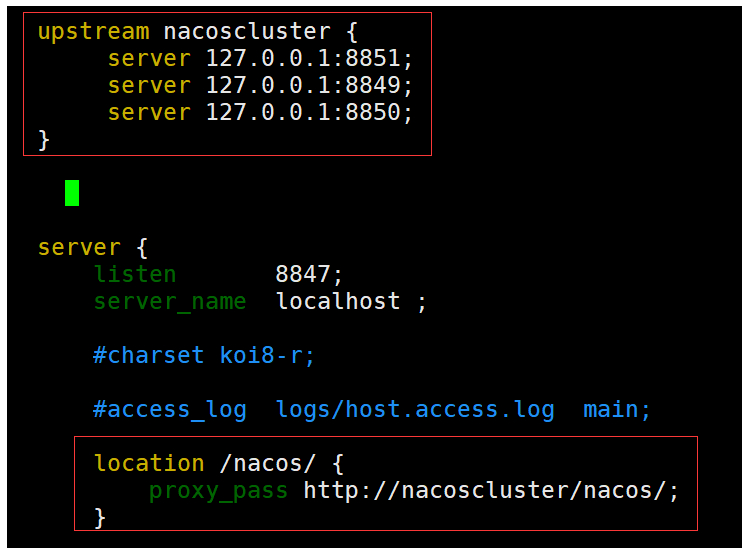 upstream nacoscluster {
server 127.0.0.1:8851;
server 127.0.0.1:8849;
server 127.0.0.1:8850;
}
server {
listen 8847;
server_name localhost ;
#charset koi8-r;
#access_log logs/host.access.log main;
location /nacos/ {
proxy_pass http://nacoscluster/nacos/;
}